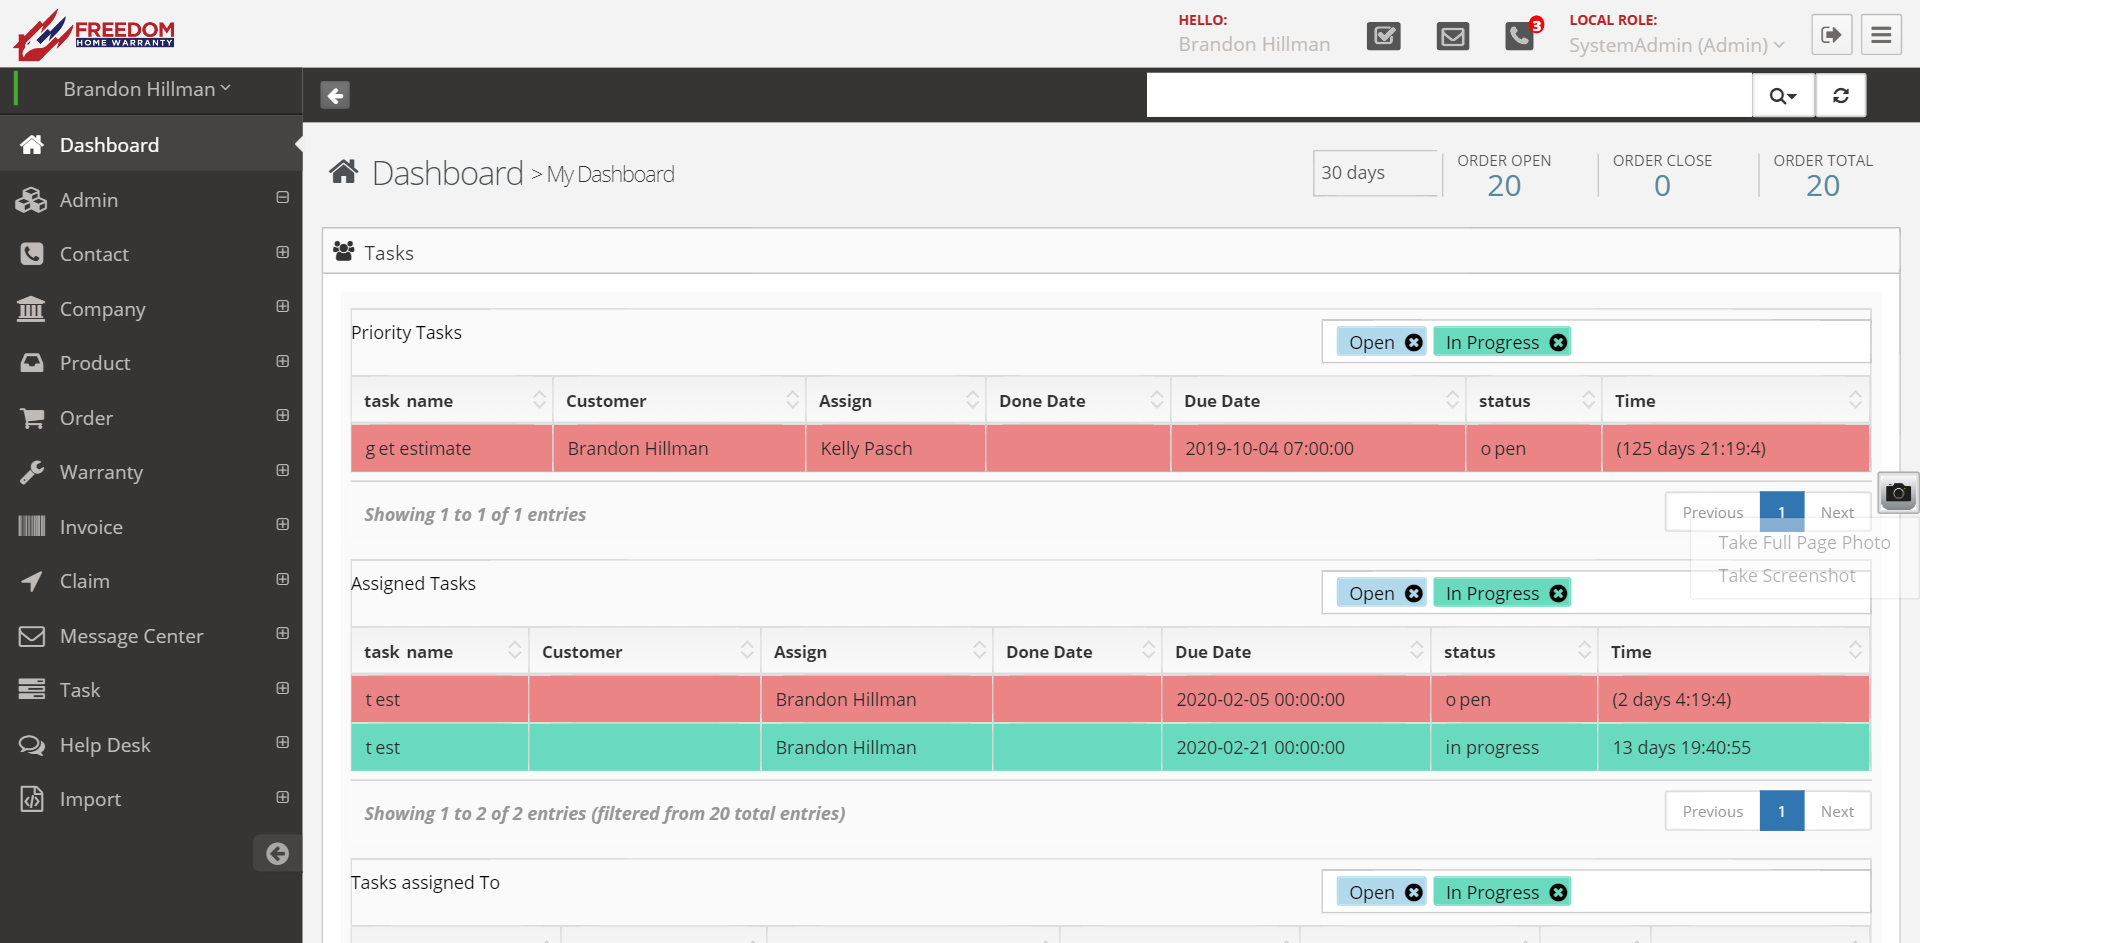 FREEDOM
HOME WARRANTY
HELLO:
Brandon Hillman
3
LOCAL ROLE:
SystemAdmin (Admin)
Brandon Hillman
Dashboard
Admin
Contact
Company
Product
Order
Warranty
Invoice
Claim
Message Center
Task
Help Desk
Import
Dashboard > My Dashboard
30 days
ORDER OPEN
20
ORDER CLOSE
0
ORDER TOTAL
20
Tasks
Priority Tasks
Open In Progress
task name Customer Assign Done Date Due Date status Time
get estimate Brandon Hillman Kelly Pasch 2019-10-04 07:00:00 open (125 days 21:19:4)
Showing 1 to 1 of 1 entries
Previous 1 Next
Take Full Page Photo
Take Screenshot
Assigned Tasks
Open In Progress
task name Customer Assign Done Date Due Date status Time
test Brandon Hillman 2020-02-05 00:00:00 open (2 days 4:19:4)
test Brandon Hillman 2020-02-21 00:00:00 in progress 13 days 19:40:55
Showing 1 to 2 of 2 entries (filtered from 20 total entries)
Previous 1 Next
Tasks assigned To
Open In Progress